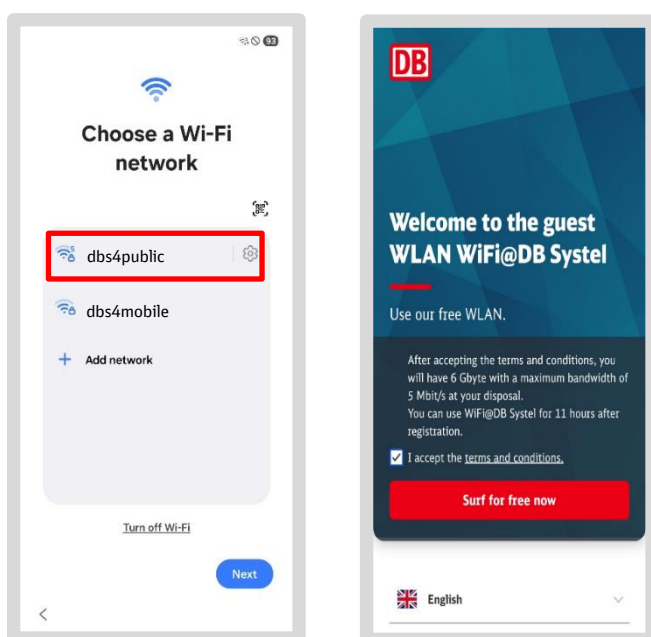 93
Choose a Wi-Fi
network
dbs4public
dbs4mobile
Add network
Turn off Wi-Fi
Next
DB
Welcome to the guest
WLAN WiFi@DB Systel
Use our free WLAN.
After accepting the terms and conditions, you
will have 6 Gbyte with a maximum bandwidth of
5 Mbit/s at your disposal.
You can use WiFi@DB Systel for 11 hours after
registration.
I accept the terms and conditions.
Surf for free now
English